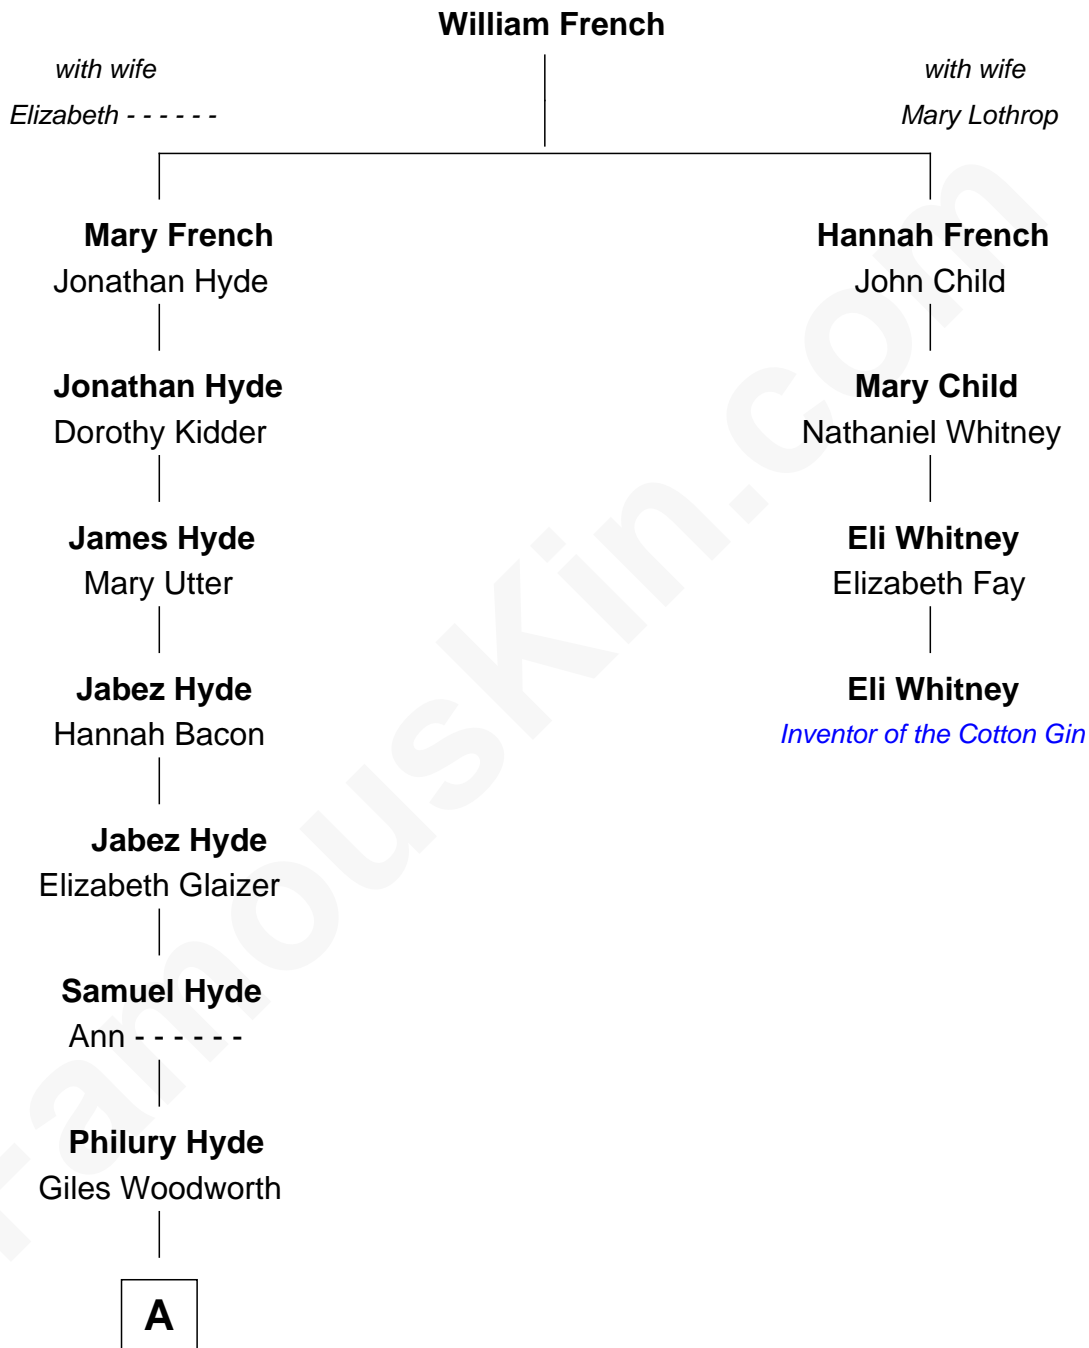 William French
with wife
Elizabeth - - - - - -
with wife
Mary Lothrop
Mary French
Jonathan Hyde
Hannah French
John Child
Jonathan Hyde
Dorothy Kidder
Mary Child
Nathaniel Whitney
James Hyde
Mary Utter
Eli Whitney
Elizabeth Fay
Jabez Hyde
Hannah Bacon
Eli Whitney
Inventor of the Cotton Gin
Jabez Hyde
Elizabeth Glaizer
Samuel Hyde
Ann - - - - - -
Philury Hyde
Giles Woodworth
A
FamousKin.com